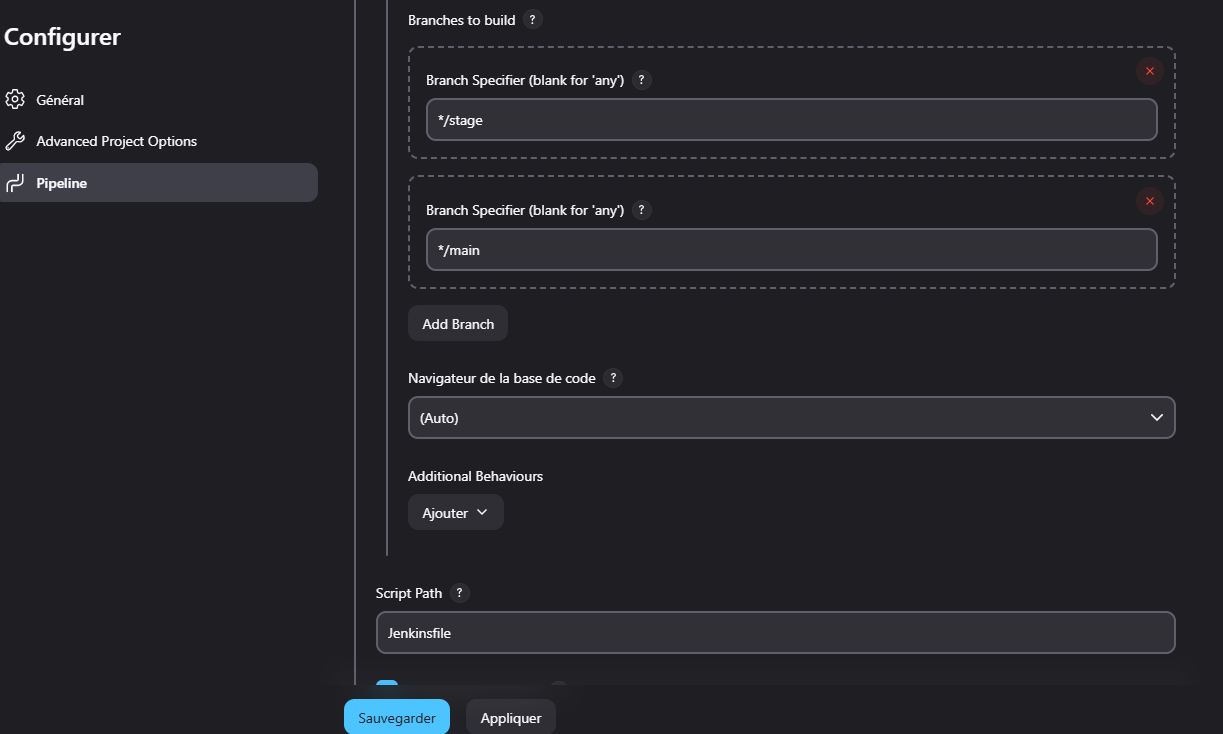 Configurer
Général
Advanced Project Options
Pipeline
Branches to build ?
Branch Specifier (blank for 'any') ?
*/stage
Branch Specifier (blank for 'any') ?
*/main
Add Branch
Navigateur de la base de code ?
(Auto)
Additional Behaviours
Ajouter
Script Path ?
Jenkinsfile
Sauvegarder
Appliquer